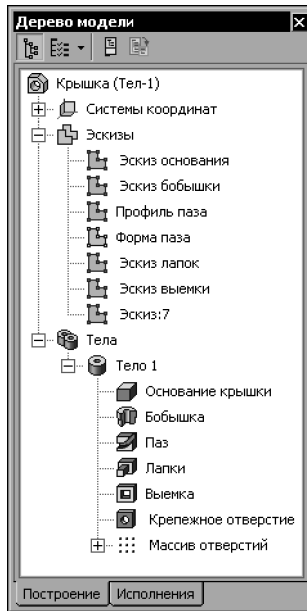 Дерево модели
Крышка (Тел-1)
Системы координат
Эскизы
Эскиз основания
Эскиз бобышки
Профиль паза
Форма паза
Эскиз лапок
Эскиз выемки
Эскиз:7
Тела
Тело 1
Основание крышки
Бобышка
Паз
Лапки
Выемка
Крепежное отверстие
Массив отверстий
Построение Исполнения